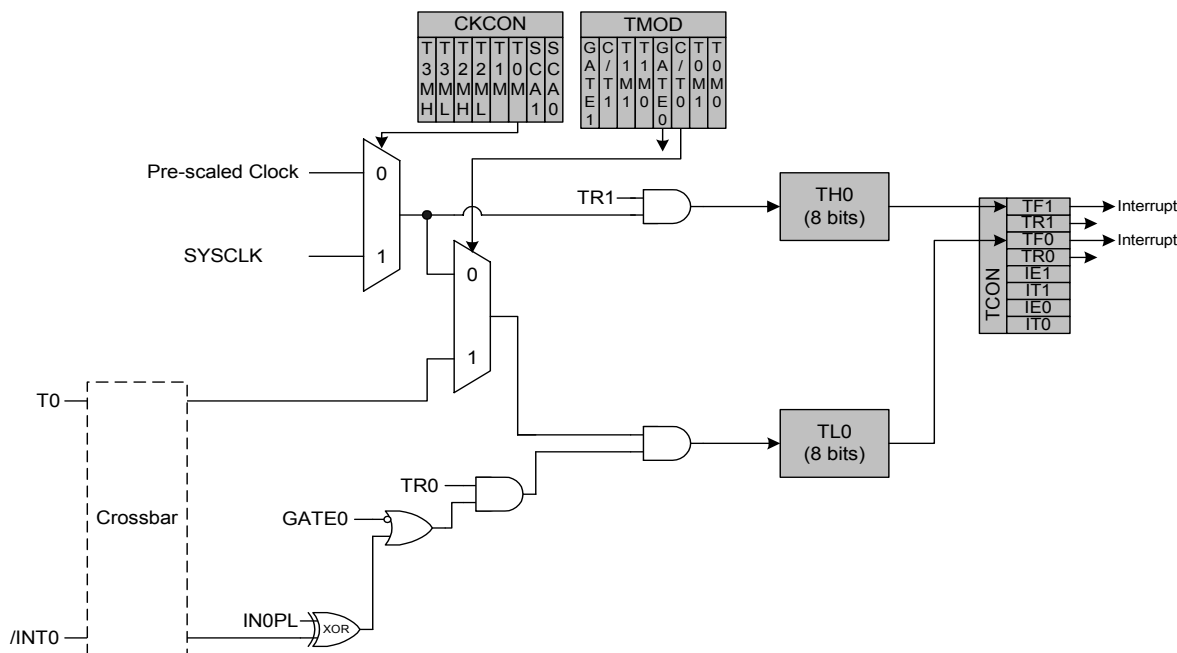 CKCON
T3MH
T3ML
T2MH
T2ML
T1M
T0M
SCA1
SCA0
TMOD
GATE1
C/T1
T1M1
T1M0
GATE0
C/T0
T0M1
T0M0
Pre-scaled Clock
0
SYSCLK
1
TR1
TH0
(8 bits)
TCON
TF1
TR1
TF0
TR0
IE1
IT1
IE0
IT0
Interrupt
Interrupt
0
1
T0
Crossbar
/INT0
TL0
(8 bits)
TR0
GATE0
IN0PL
XOR